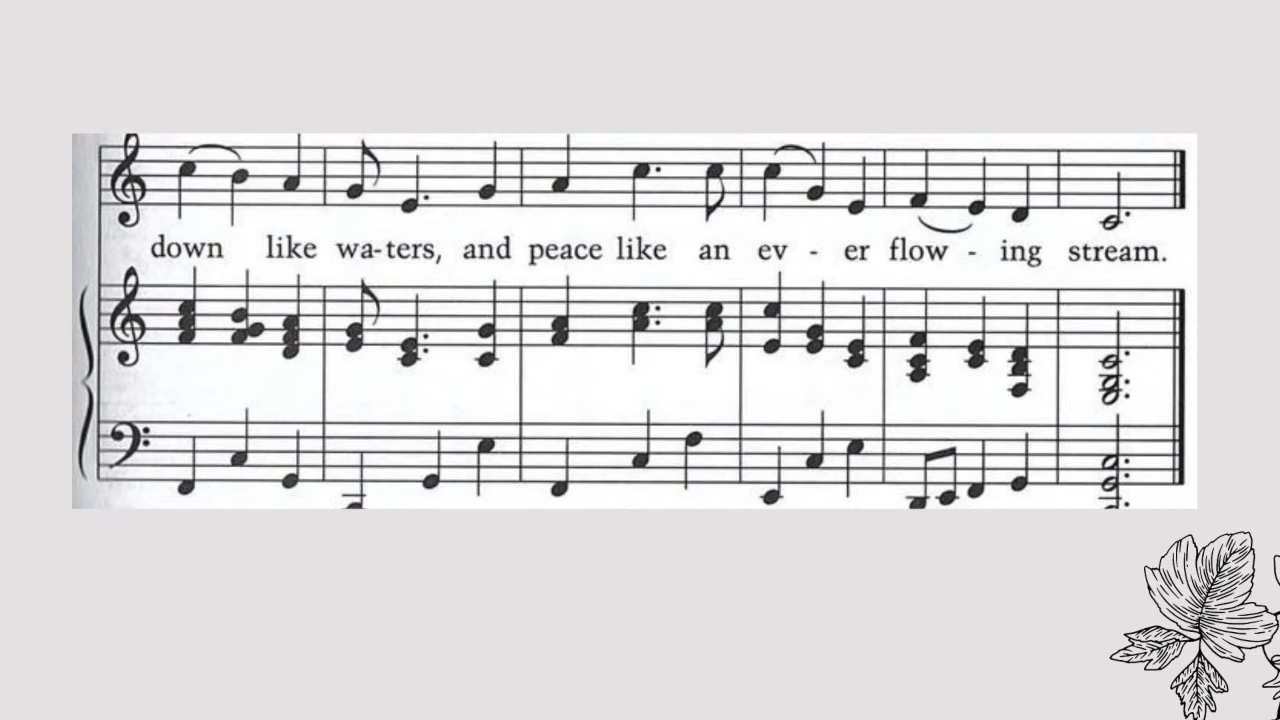 down like wa-ters, and peace like an ev - er flow - ing stream.